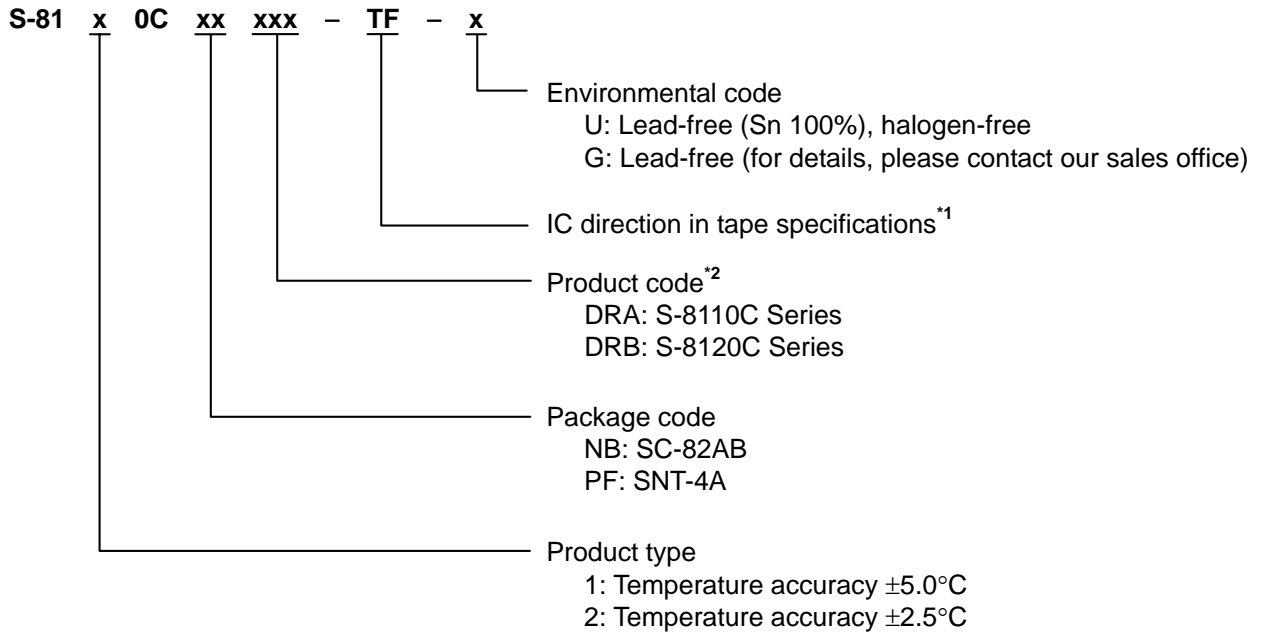 S-81 x 0C xx xxx – TF – x
Environmental code
U: Lead-free (Sn 100%), halogen-free
G: Lead-free (for details, please contact our sales office)
IC direction in tape specifications*1
Product code*2
DRA: S-8110C Series
DRB: S-8120C Series
Package code
NB: SC-82AB
PF: SNT-4A
Product type
1: Temperature accuracy ±5.0°C
2: Temperature accuracy ±2.5°C